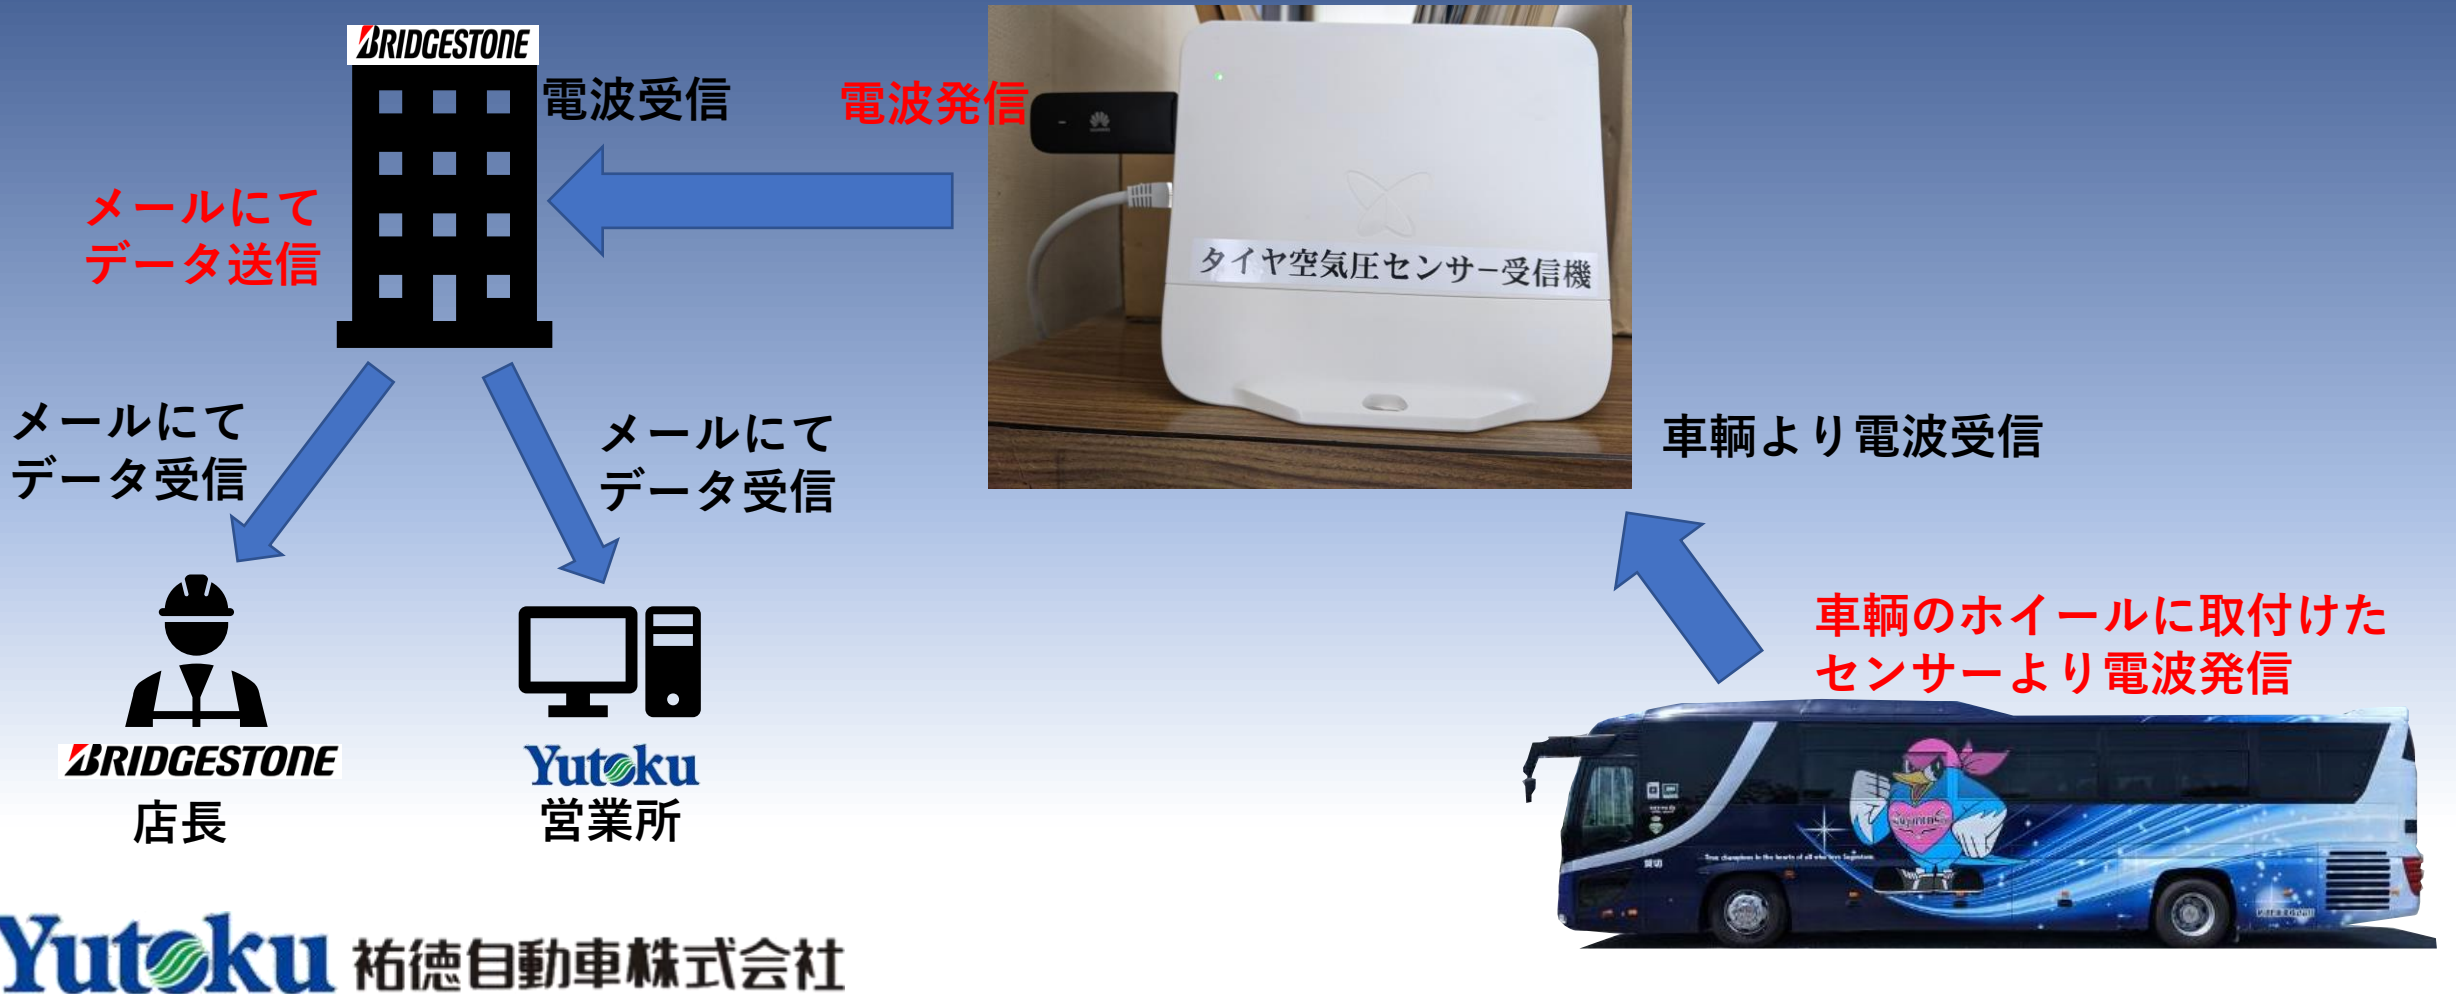 BRIDGESTONE
電波受信
電波発信
メールにて
データ送信
タイヤ空気圧センサー受信機
メールにて
データ受信
メールにて
データ受信
車輌より電波受信
車輌のホイールに取付けた
センサーより電波発信
BRIDGESTONE
店長
Yutoku
営業所
貸切
Yutoku 祐徳自動車株式会社